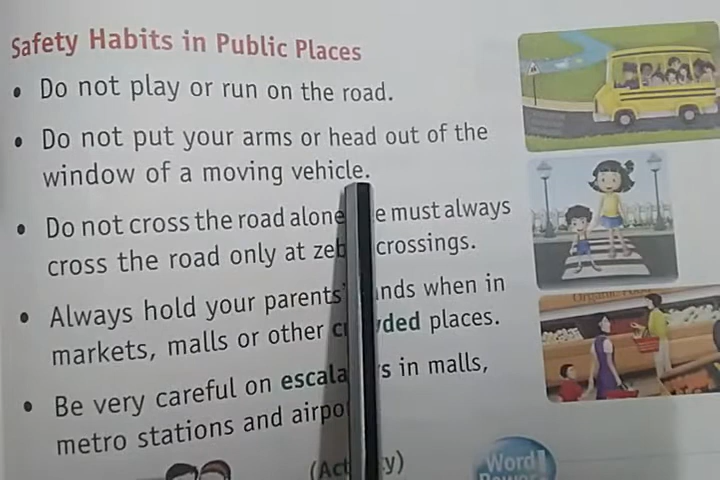 Safety Habits in Public Places
• Do not play or run on the road.
• Do not put your arms or head out of the
window of a moving vehicle.
• Do not cross the road alone must always
cross the road only at crossings.
• Always hold your parents' when in
markets, malls or other places.
• Be very careful on in malls,
metro stations and
Word